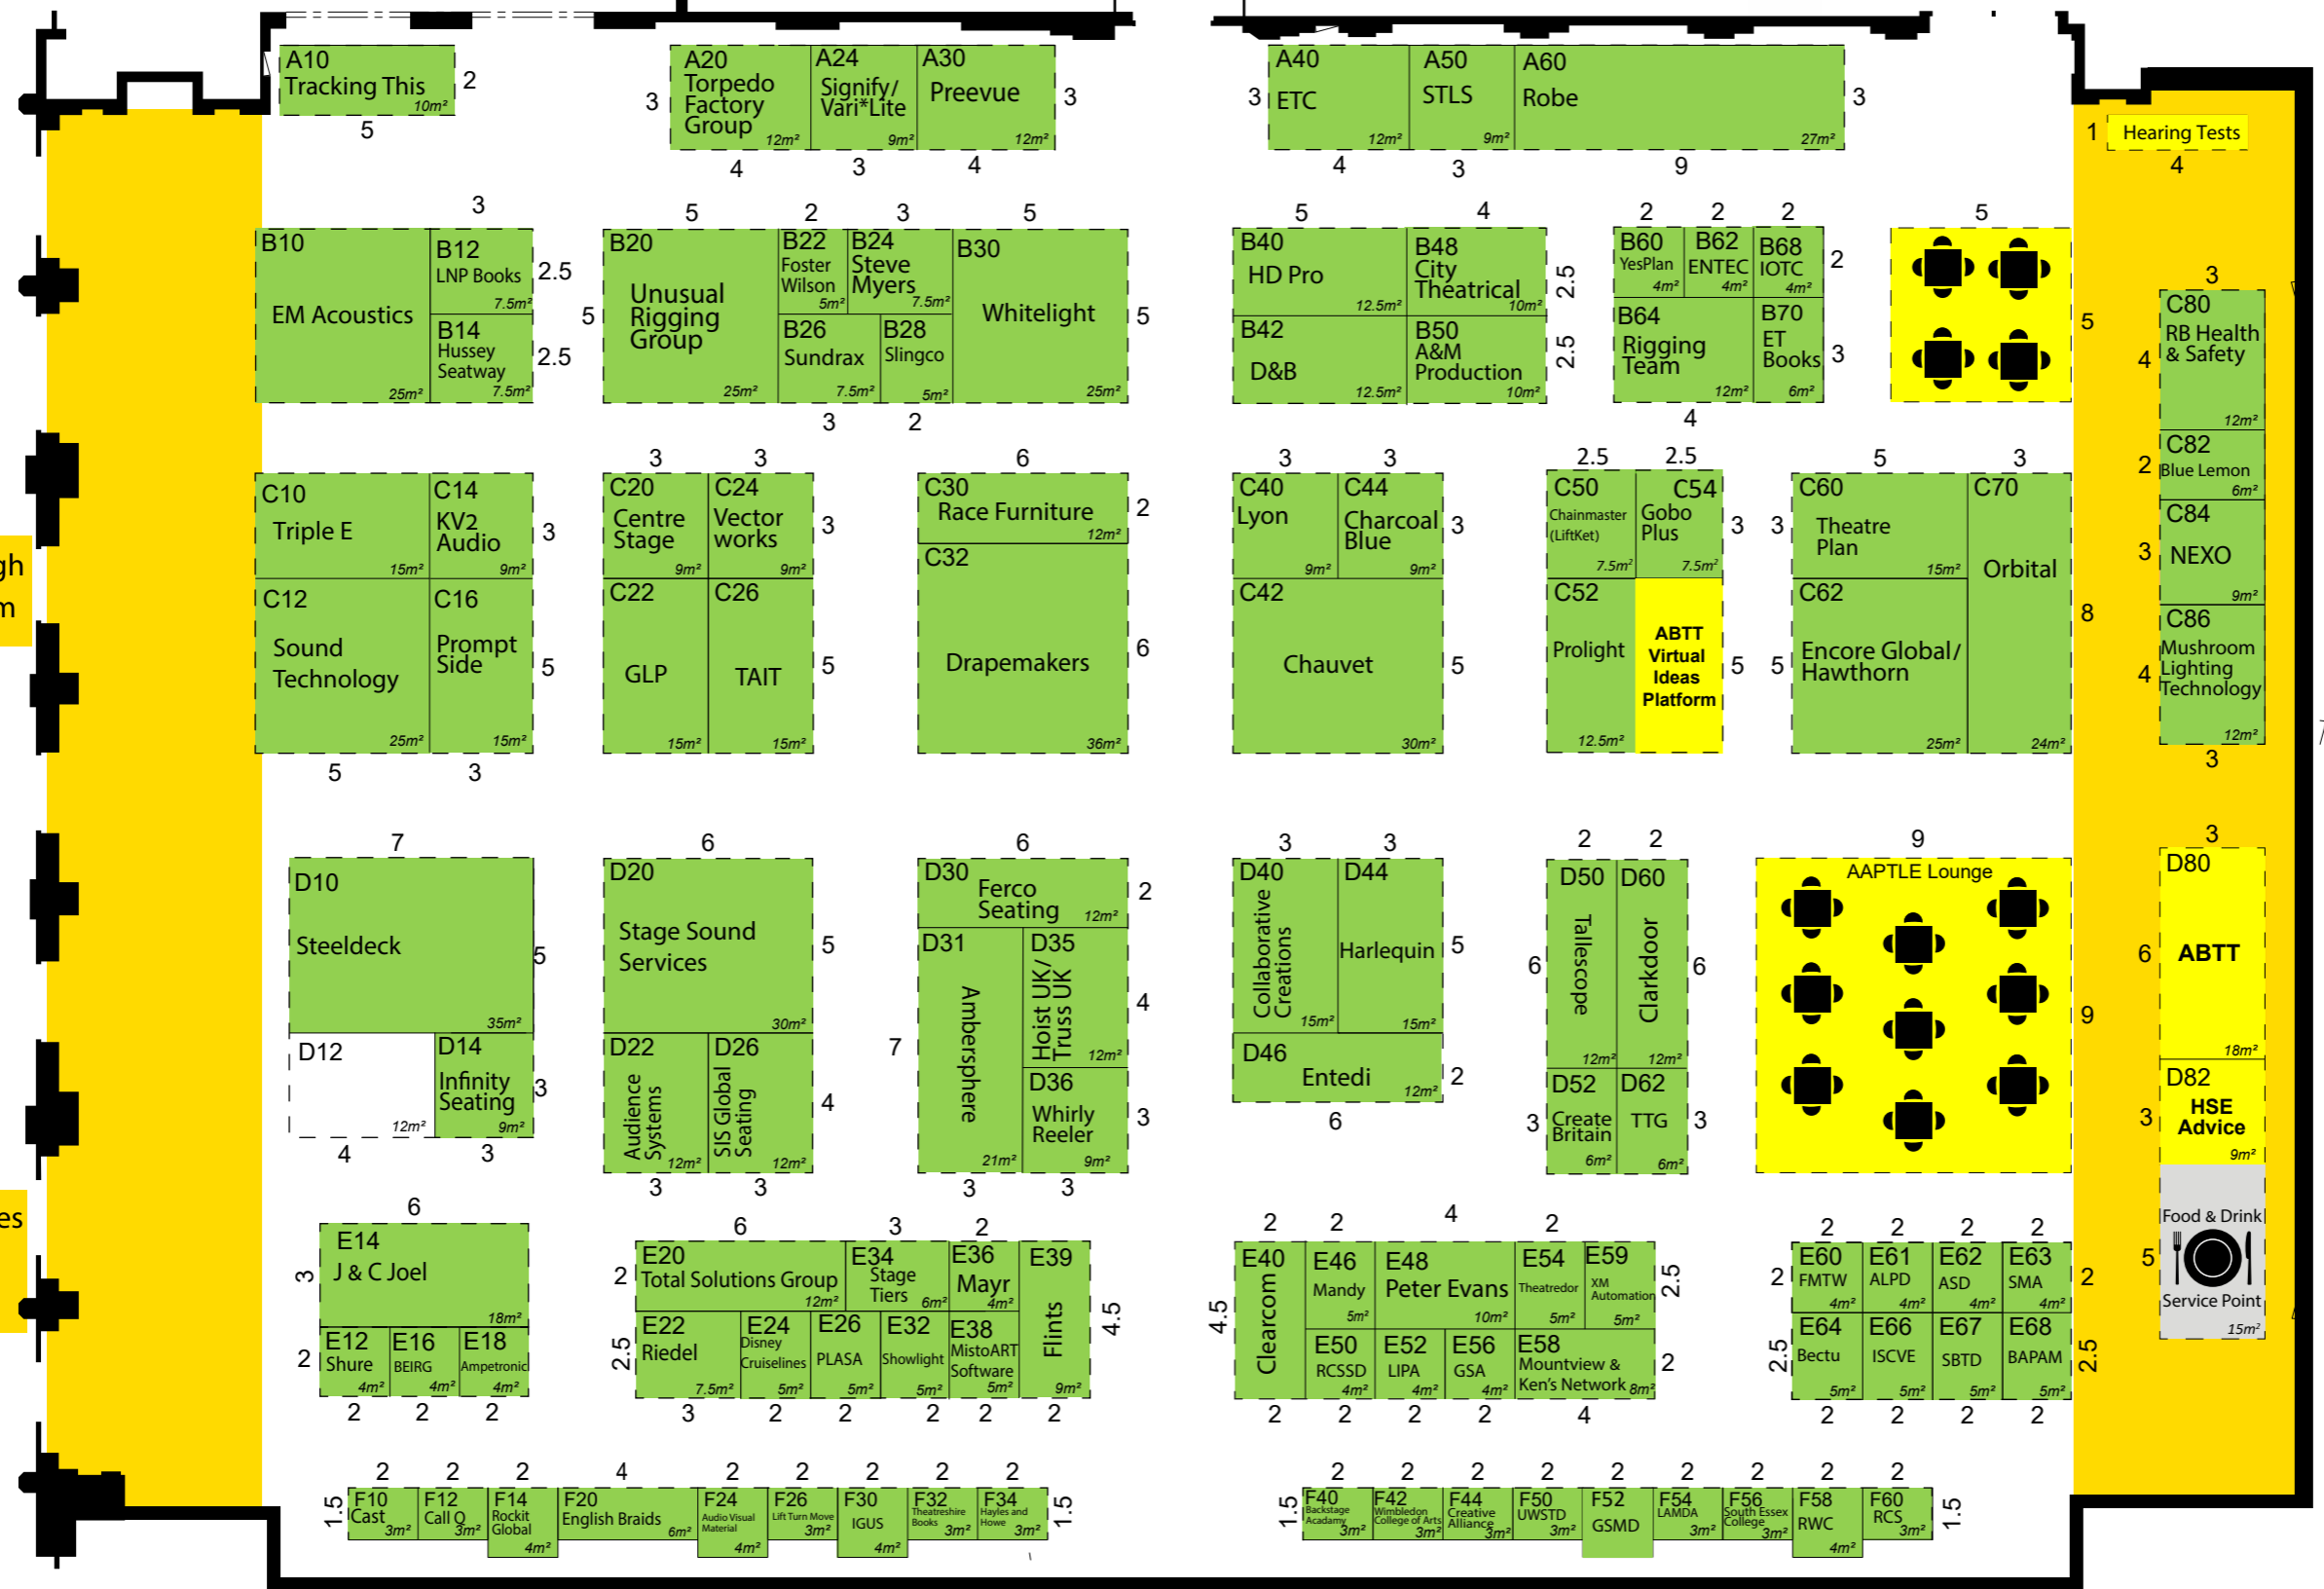 A10
Tracking This
10m²
2
5
3
A20
Torpedo
Factory
Group
12m²
4
A24
Signify/
Vari*Lite
9m²
3
A30
Preevue
12m²
4
3
3
A40
ETC
12m²
4
A50
STLS
9m²
3
A60
Robe
27m²
9
3
1
Hearing Tests
4
B10
EM Acoustics
25m²
3
B12
LNP Books
7.5m²
2.5
B14
Hussey
Seatway
7.5m²
2.5
5
5
B20
Unusual
Rigging
Group
25m²
2
B22
Foster
Wilson
5m²
3
B24
Steve
Myers
7.5m²
B26
Sundrax
7.5m²
3
B28
Slingco
5m²
2
5
B30
Whitelight
25m²
5
5
B40
HD Pro
12.5m²
B42
D&B
12.5m²
4
B48
City
Theatrical
10m²
2.5
B50
A&M
Production
10m²
2.5
2
B60
YesPlan
4m²
2
B62
ENTEC
4m²
2
B68
IOTC
4m²
2
B64
Rigging
Team
12m²
4
B70
ET
Books
6m²
3
5
5
3
C80
RB Health
& Safety
12m²
4
C82
Blue Lemon
6m²
2
C84
NEXO
9m²
3
C86
Mushroom
Lighting
Technology
12m²
4
3
gh
m
C10
Triple E
15m²
C14
KV2
Audio
9m²
3
C12
Sound
Technology
25m²
5
C16
Prompt
Side
15m²
3
5
3
C20
Centre
Stage
9m²
3
C24
Vector
works
9m²
3
C22
GLP
15m²
C26
TAIT
15m²
5
6
C30
Race Furniture
12m²
2
C32
Drapemakers
36m²
6
3
C40
Lyon
9m²
3
C44
Charcoal
Blue
9m²
3
C42
Chauvet
30m²
5
2.5
C50
Chainmaster
(LiftKet)
7.5m²
2.5
C54
Gobo
Plus
7.5m²
3
C52
Prolight
12.5m²
ABTT
Virtual
Ideas
Platform
5
5
3
C60
Theatre
Plan
15m²
5
C62
Encore Global/
Hawthorn
25m²
3
C70
Orbital
24m²
8
7
D10
Steeldeck
35m²
5
D12
12m²
4
D14
Infinity
Seating
9m²
3
3
6
D20
Stage Sound
Services
30m²
5
D22
Audience
Systems
12m²
3
D26
SIS Global
Seating
12m²
3
4
6
D30
Ferco
Seating
12m²
2
7
D31
Ambersphere
21m²
3
D35
Hoist UK/
Truss UK
12m²
4
D36
Whirly
Reeler
9m²
3
3
3
D40
Collaborative
Creations
15m²
3
D44
Harlequin
15m²
5
D46
Entedi
12m²
2
6
2
D50
Tallescope
12m²
6
2
D60
Clarkdoor
12m²
6
D52
Create
Britain
6m²
3
D62
TTG
6m²
3
9
AAPTLE Lounge
9
3
D80
ABTT
18m²
6
D82
HSE
Advice
9m²
3
Food & Drink
5
Service Point
15m²
es
6
3
E14
J & C Joel
18m²
2
E12
Shure
4m²
2
E16
BEIRG
4m²
2
E18
Ampetronic
4m²
2
6
2
E20
Total Solutions Group
12m²
3
E34
Stage
Tiers
6m²
2
E36
Mayr
4m²
E39
Flints
9m²
2
4.5
2.5
E22
Riedel
7.5m²
3
E24
Disney
Cruiselines
5m²
2
E26
PLASA
5m²
2
E32
Showlight
5m²
2
E38
MistoART
Software
5m²
2
4.5
2
E40
Clearcom
2
2
E46
Mandy
5m²
4
E48
Peter Evans
10m²
2
E54
Theatredor
5m²
E59
XM
Automation
5m²
2.5
E50
RCSSD
4m²
2
E52
LIPA
4m²
2
E56
GSA
4m²
2
E58
Mountview &
Ken's Network
8m²
2
4
2
2
E60
FMTW
4m²
2
E61
ALPD
4m²
2
E62
ASD
4m²
2
E63
SMA
4m²
2
2.5
E64
Bectu
5m²
2
E66
ISCVE
5m²
2
E67
SBTD
5m²
2
E68
BAPAM
5m²
2
2.5
1.5
2
F10
Cast
3m²
2
F12
Call Q
3m²
2
F14
Rockit
Global
4m²
4
F20
English Braids
6m²
2
F24
Audio Visual
Material
4m²
2
F26
Lift Turn Move
3m²
2
F30
IGUS
4m²
2
F32
Theatreshire
Books
3m²
2
F34
Hayles and
Howe
3m²
1.5
1.5
2
F40
Backstage
Acadamy
3m²
2
F42
Wimbledon
College of Arts
3m²
2
F44
Creative
Alliance
3m²
2
F50
UWSTD
3m²
2
F52
GSMD
2
F54
LAMDA
3m²
2
F56
South Essex
College
3m²
2
F58
RWC
4m²
2
F60
RCS
3m²
1.5